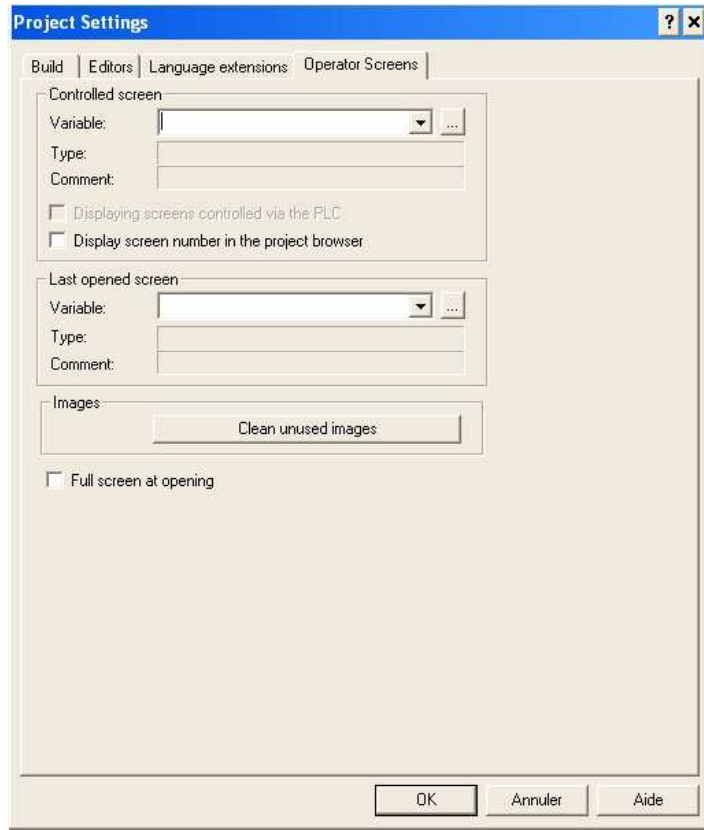 Project Settings
Build Editors Language extensions Operator Screens
Controlled screen
Variable: ...
Type:
Comment:
Displaying screens controlled via the PLC
Display screen number in the project browser
Last opened screen
Variable: ...
Type:
Comment:
Images
Clean unused images
Full screen at opening
OK Annuler Aide